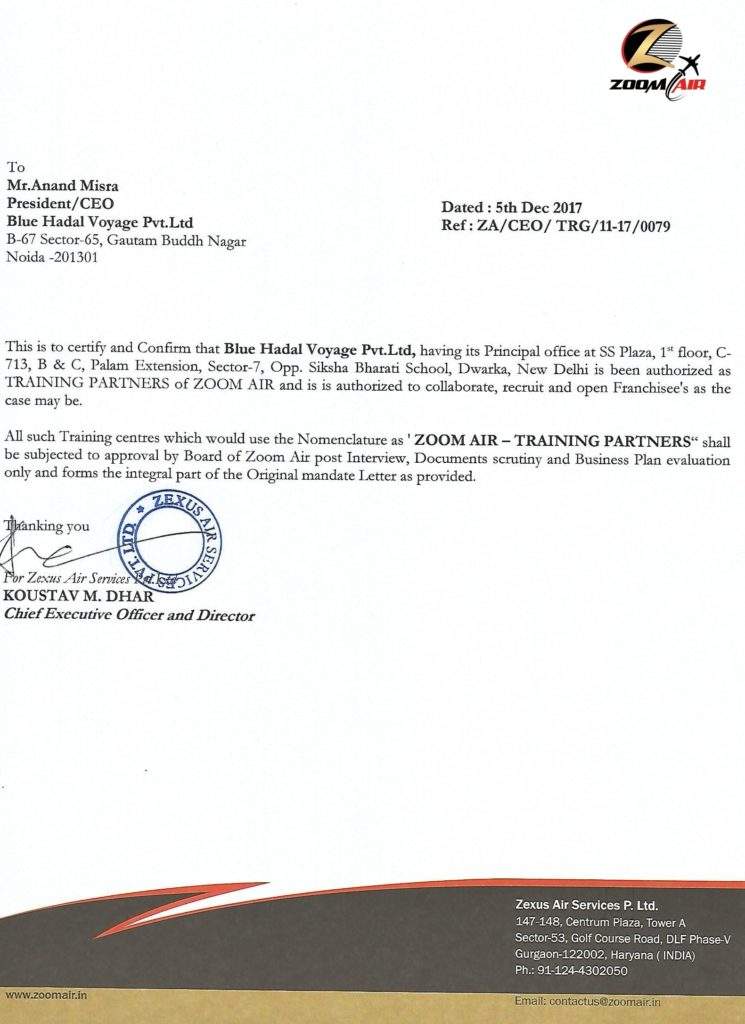 Z
ZOOM AIR
To
Mr.Anand Misra
President/CEO
Blue Hadal Voyage Pvt.Ltd
B-67 Sector-65, Gautam Buddh Nagar
Noida -201301
Dated : 5th Dec 2017
Ref : ZA/CEO/ TRG/11-17/0079
This is to certify and Confirm that Blue Hadal Voyage Pvt.Ltd, having its Principal office at SS Plaza, 1st floor, C-
713, B & C, Palam Extension, Sector-7, Opp. Siksha Bharati School, Dwarka, New Delhi is been authorized as
TRAINING PARTNERS of ZOOM AIR and is is authorized to collaborate, recruit and open Franchisee's as the
case may be.
All such Training centres which would use the Nomenclature as ' ZOOM AIR – TRAINING PARTNERS“ shall
be subjected to approval by Board of Zoom Air post Interview, Documents scrutiny and Business Plan evaluation
only and forms the integral part of the Original mandate Letter as provided.
Thanking you
ZEXUS AIR SERVICES PVT. LTD.
For Zexus Air Services Pvt.Ltd
KOUSTAV M. DHAR
Chief Executive Officer and Director
Zexus Air Services P. Ltd.
147-148, Centrum Plaza, Tower A
Sector-53, Golf Course Road, DLF Phase-V
Gurgaon-122002, Haryana ( INDIA)
Ph.: 91-124-4302050
www.zoomair.in
Email: contactus@zoomair.in